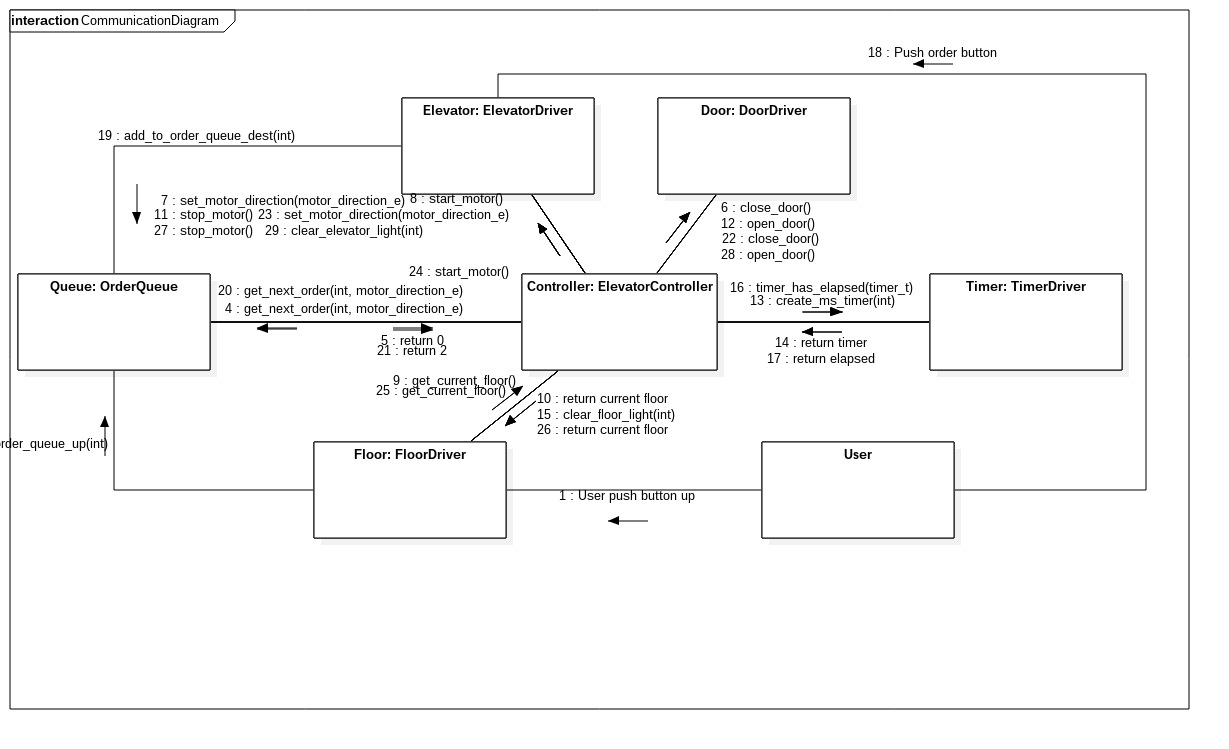 interaction CommunicationDiagram
18 : Push order button
Elevator: ElevatorDriver
Door: DoorDriver
19 : add_to_order_queue_dest(int)
7 : set_motor_direction(motor_direction_e) 8 : start_motor()
11 : stop_motor() 23 : set_motor_direction(motor_direction_e)
27 : stop_motor() 29 : clear_elevator_light(int)
6 : close_door()
12 : open_door()
22 : close_door()
28 : open_door()
24 : start_motor()
Queue: OrderQueue
20 : get_next_order(int, motor_direction_e)
4 : get_next_order(int, motor_direction_e)
5 : return 0
21 : return 2
Controller: ElevatorController
16 : timer_has_elapsed(timer_t)
13 : create_ms_timer(int)
14 : return timer
17 : return elapsed
Timer: TimerDriver
9 : get_current_floor()
25 : get_current_floor()
10 : return current floor
15 : clear_floor_light(int)
26 : return current floor
order_queue_up(int)
Floor: FloorDriver
1 : User push button up
User